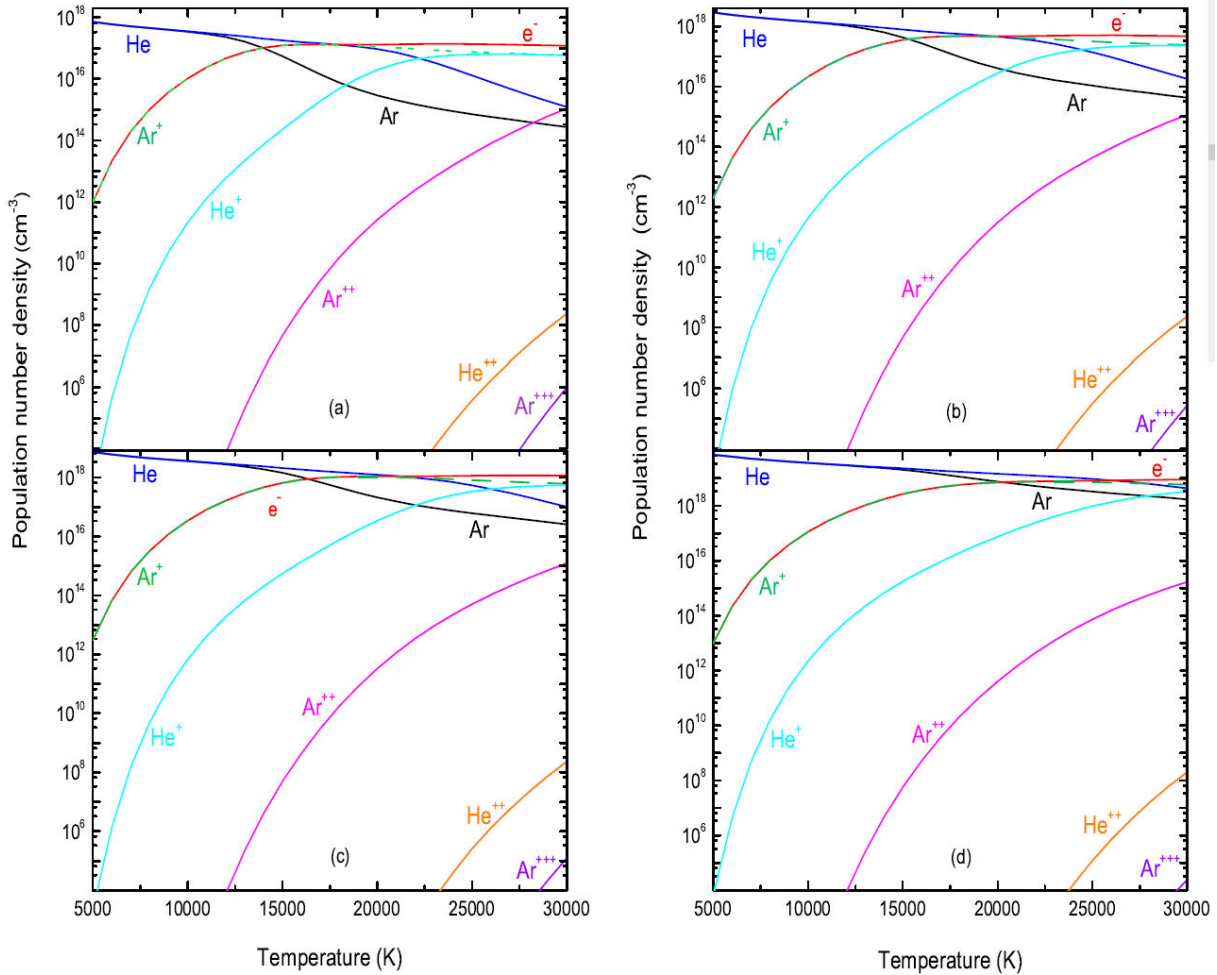 Population number density (cm⁻³)
10¹⁸
10¹⁶
10¹⁴
10¹²
10¹⁰
10⁸
10⁶
He
e⁻
Ar
Ar⁺
He⁺
Ar⁺⁺
He⁺⁺
Ar⁺⁺⁺
(a)
Population number density (cm⁻³)
10¹⁸
10¹⁶
10¹⁴
10¹²
10¹⁰
10⁸
10⁶
He
e⁻
Ar
Ar⁺
He⁺
Ar⁺⁺
He⁺⁺
Ar⁺⁺⁺
(b)
10¹⁸
10¹⁶
10¹⁴
10¹²
10¹⁰
10⁸
10⁶
He
e⁻
Ar
Ar⁺
He⁺
Ar⁺⁺
He⁺⁺
Ar⁺⁺⁺
(c)
5000 10000 15000 20000 25000 30000
Temperature (K)
10¹⁸
10¹⁶
10¹⁴
10¹²
10¹⁰
10⁸
10⁶
He
e⁻
Ar
Ar⁺
He⁺
Ar⁺⁺
He⁺⁺
Ar⁺⁺⁺
(d)
5000 10000 15000 20000 25000 30000
Temperature (K)